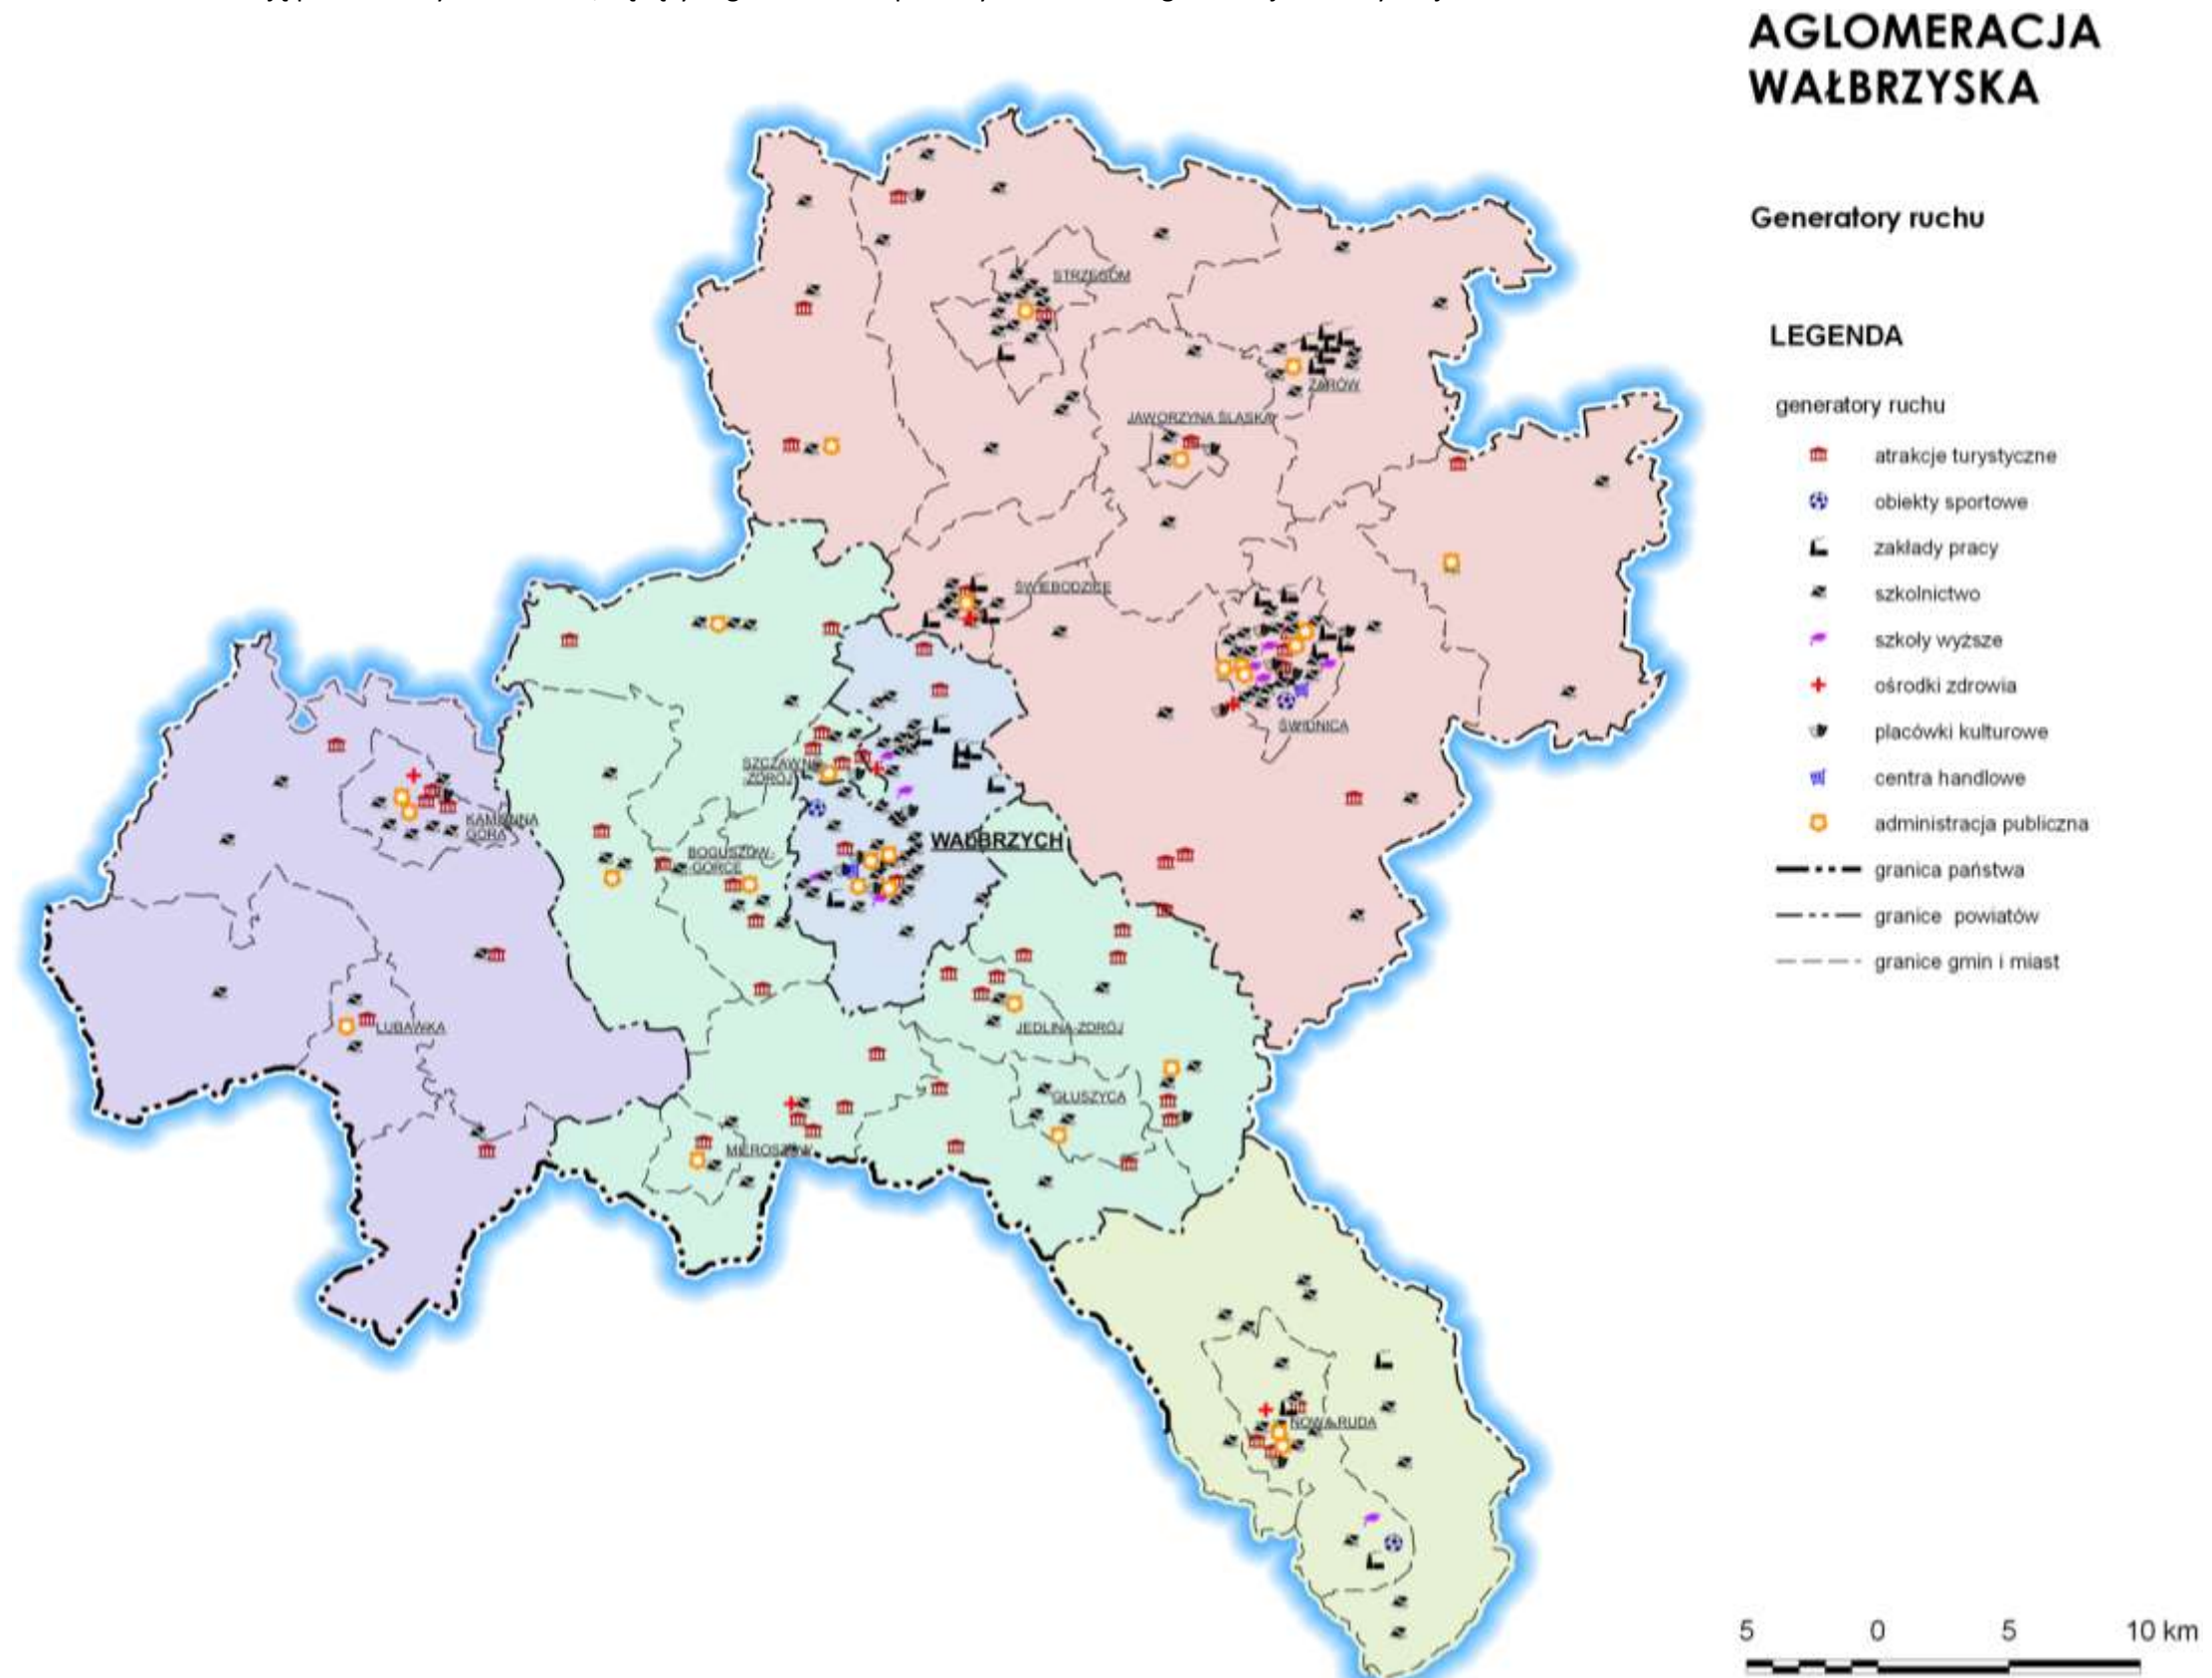 AGLOMERACJA
WAŁBRZYSKA
Generatory ruchu
LEGENDA
generatory ruchu
atrakcje turystyczne
obiekty sportowe
zakłady pracy
szkolnictwo
szkoły wyższe
ośrodki zdrowia
placówki kulturowe
centra handlowe
administracja publiczna
granica państwa
granice powiatów
granice gmin i miast
STRZEGOM
ŻARÓW
JAWORZYNA ŚLĄSKA
ŚWIEBODZICE
ŚWIDNICA
SZCZAWNO
-ZDRÓJ
KAMIENNA
GÓRA
WAŁBRZYCH
BOGUSZÓW-
-GORCE
LUBAWKA
JEDLINA-ZDRÓJ
GŁUSZYCA
MIEROSZÓW
NOWA RUDA
5 0 5 10 km